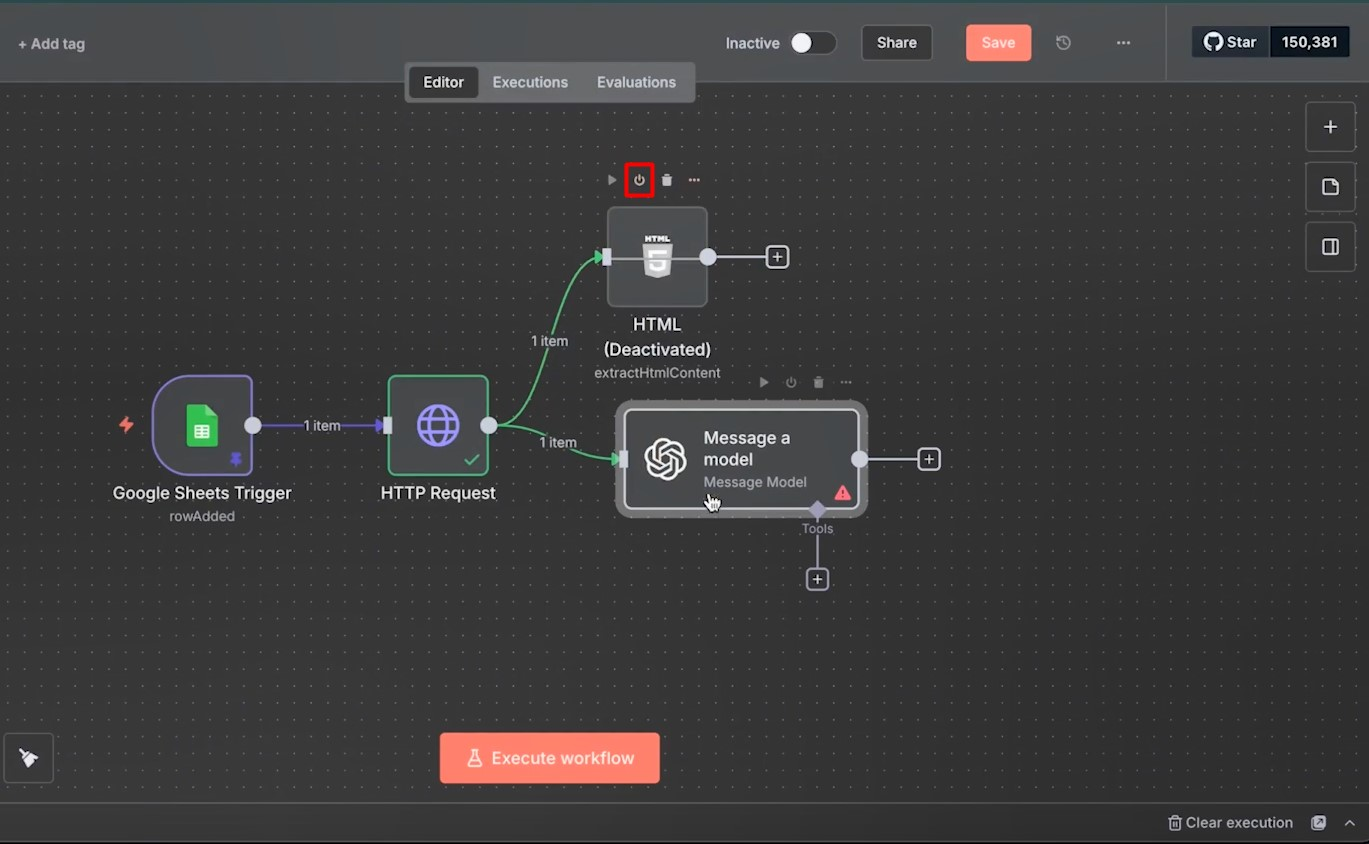 + Add tag
Inactive
Share
Save
Star
150,381
Editor
Executions
Evaluations
HTML
5
HTML
(Deactivated)
extractHtmlContent
1 item
1 item
1 item
Message a
model
Message Model
Tools
Google Sheets Trigger
rowAdded
HTTP Request
Execute workflow
Clear execution